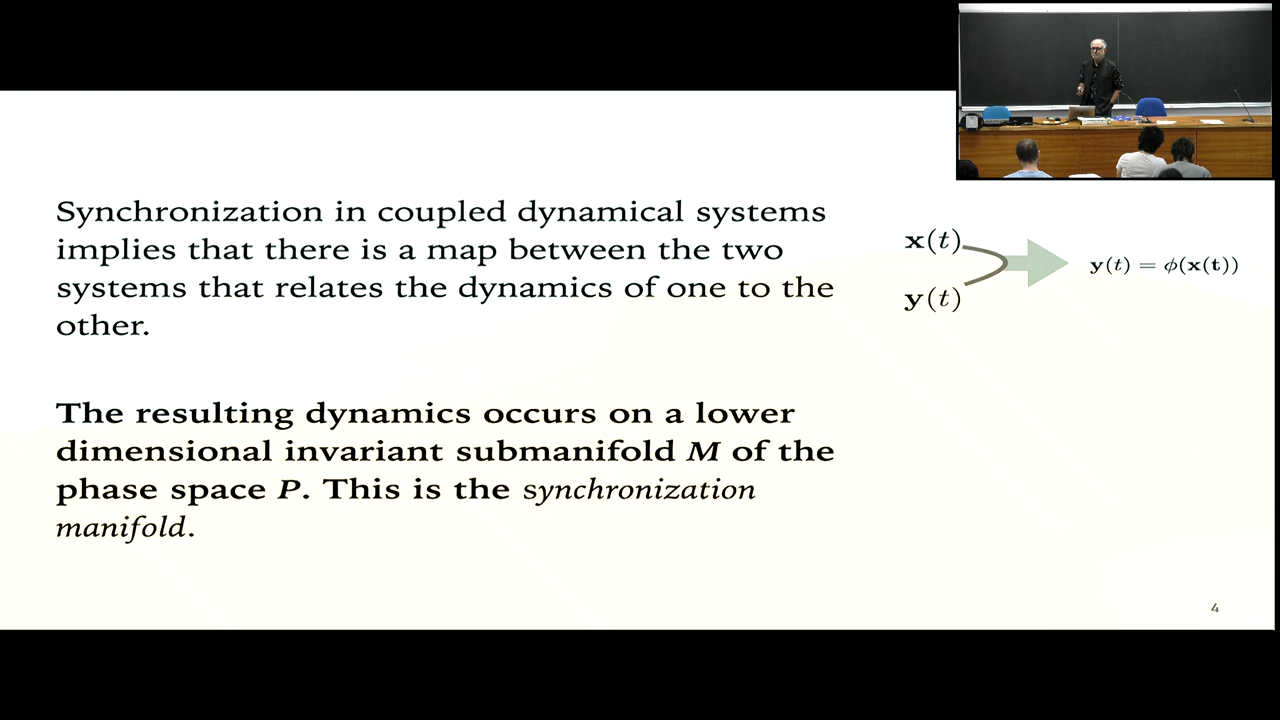 Synchronization in coupled dynamical systems
implies that there is a map between the two
systems that relates the dynamics of one to the
other.
x(t)
y(t)
y(t) = ϕ(x(t))
The resulting dynamics occurs on a lower
dimensional invariant submanifold M of the
phase space P. This is the synchronization
manifold.
4